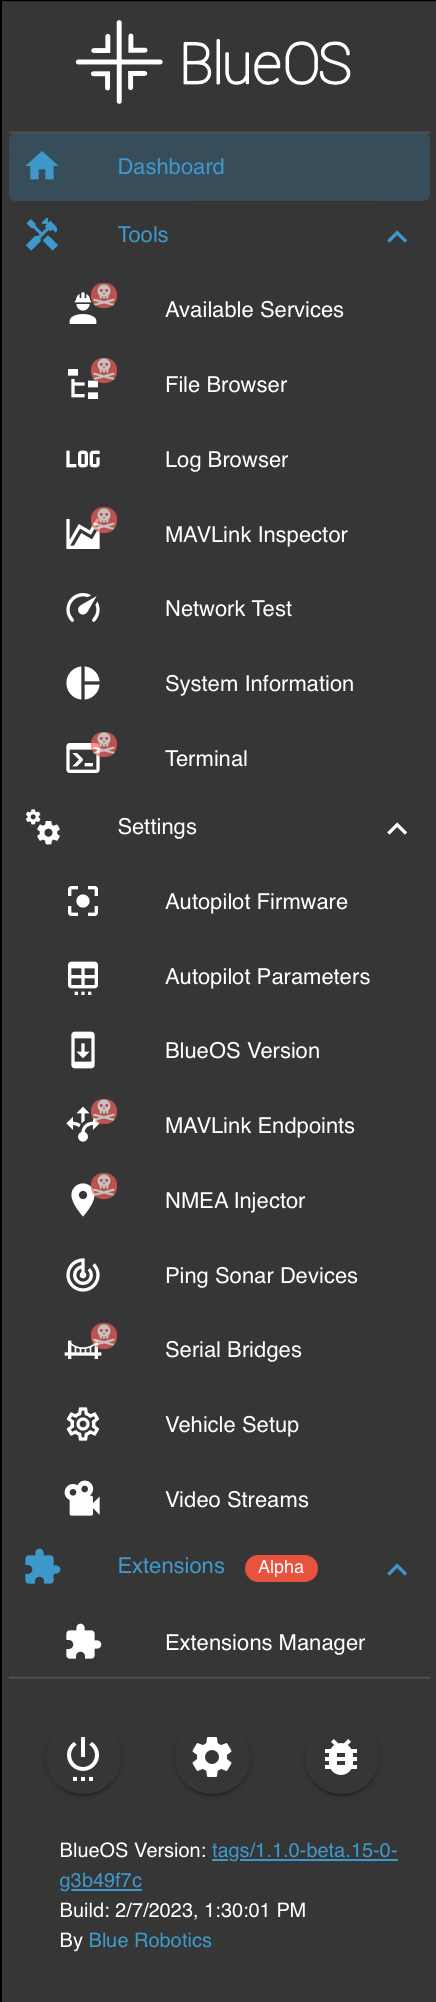 BlueOS
Dashboard
Tools
Available Services
File Browser
LOG Log Browser
MAVLink Inspector
Network Test
System Information
Terminal
Settings
Autopilot Firmware
Autopilot Parameters
BlueOS Version
MAVLink Endpoints
NMEA Injector
Ping Sonar Devices
Serial Bridges
Vehicle Setup
Video Streams
Extensions Alpha
Extensions Manager
BlueOS Version: tags/1.1.0-beta.15-0-
g3b49f7c
Build: 2/7/2023, 1:30:01 PM
By Blue Robotics